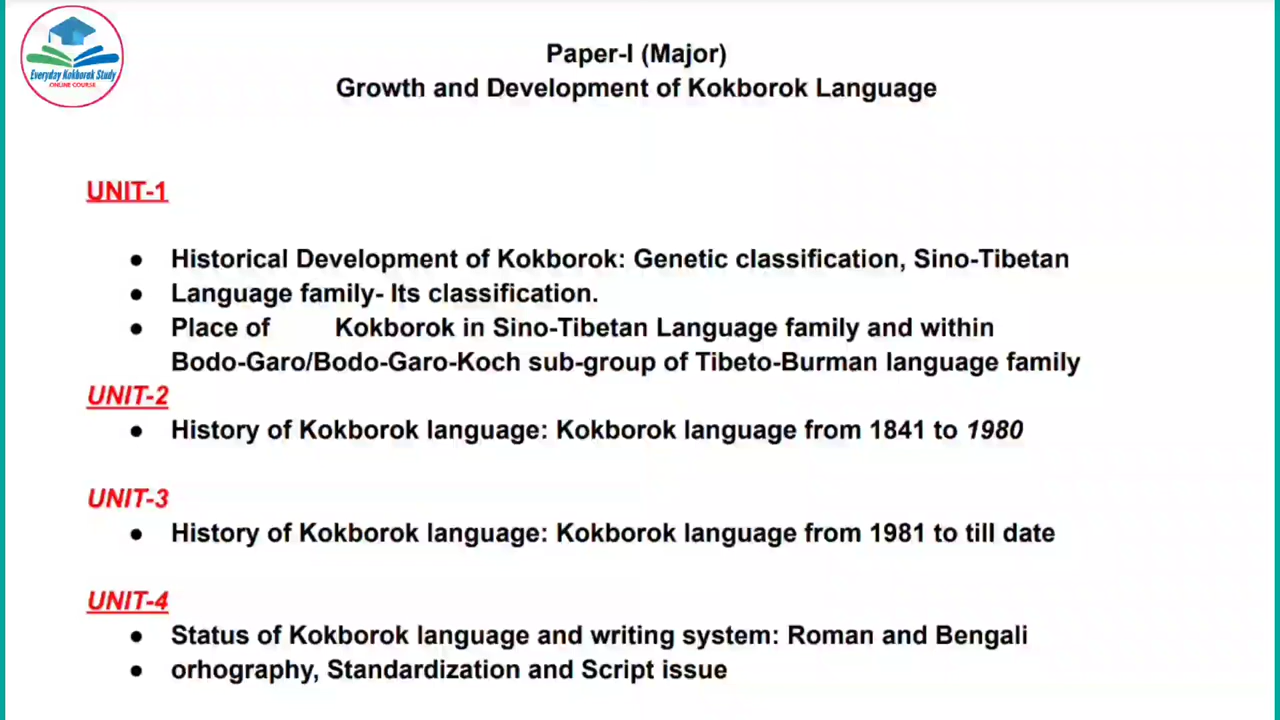 Everyday Kokborok Study
ONLINE COURSE
Paper-I (Major)
Growth and Development of Kokborok Language
UNIT-1
● Historical Development of Kokborok: Genetic classification, Sino-Tibetan
● Language family- Its classification.
● Place of Kokborok in Sino-Tibetan Language family and within
Bodo-Garo/Bodo-Garo-Koch sub-group of Tibeto-Burman language family
UNIT-2
● History of Kokborok language: Kokborok language from 1841 to 1980
UNIT-3
● History of Kokborok language: Kokborok language from 1981 to till date
UNIT-4
● Status of Kokborok language and writing system: Roman and Bengali
● orhography, Standardization and Script issue